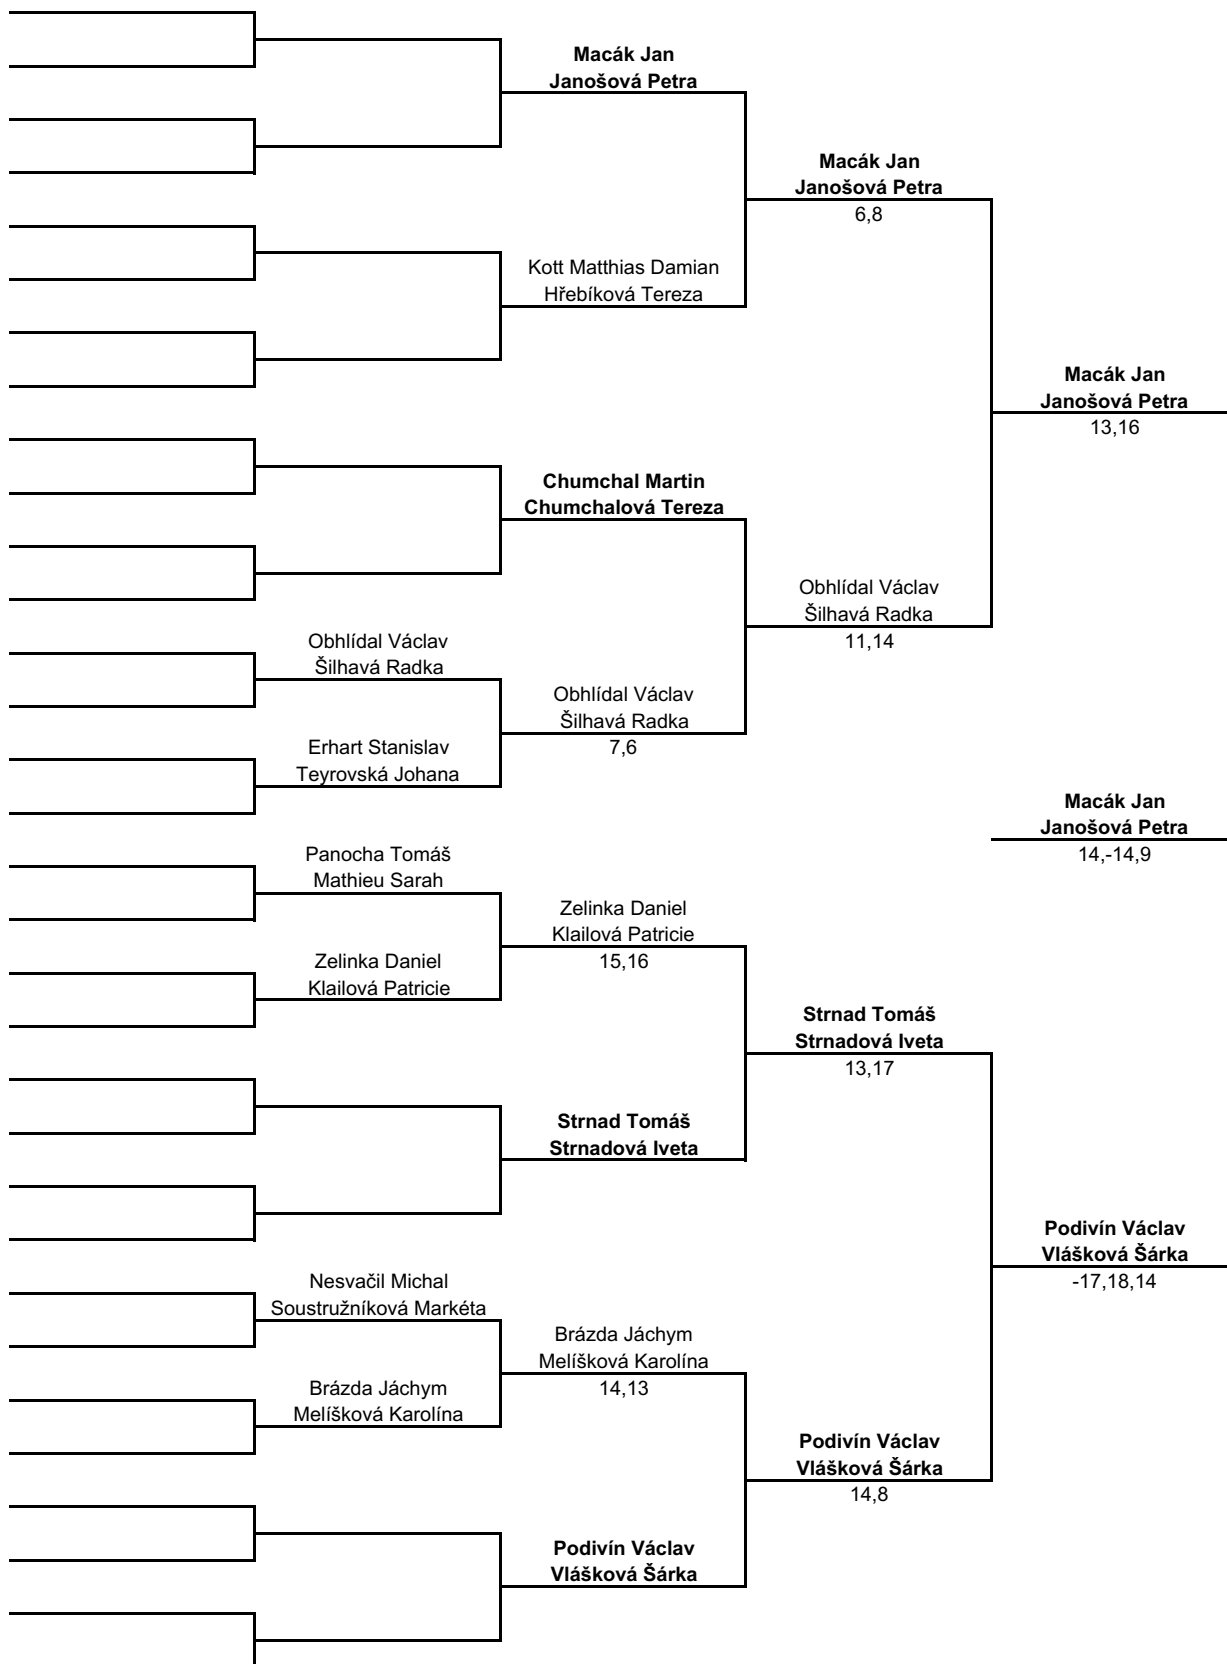 Macák Jan
Janošová Petra
Macák Jan
Janošová Petra
6,8
Kott Matthias Damian
Hřebíková Tereza
Macák Jan
Janošová Petra
13,16
Chumchal Martin
Chumchalová Tereza
Obhlídal Václav
Šilhavá Radka
11,14
Obhlídal Václav
Šilhavá Radka
Obhlídal Václav
Šilhavá Radka
7,6
Erhart Stanislav
Teyrovská Johana
Macák Jan
Janošová Petra
14,-14,9
Panocha Tomáš
Mathieu Sarah
Zelinka Daniel
Klailová Patricie
15,16
Zelinka Daniel
Klailová Patricie
Strnad Tomáš
Strnadová Iveta
13,17
Strnad Tomáš
Strnadová Iveta
Podivín Václav
Vlášková Šárka
-17,18,14
Nesvačil Michal
Soustružníková Markéta
Brázda Jáchym
Melíšková Karolína
14,13
Brázda Jáchym
Melíšková Karolína
Podivín Václav
Vlášková Šárka
14,8
Podivín Václav
Vlášková Šárka